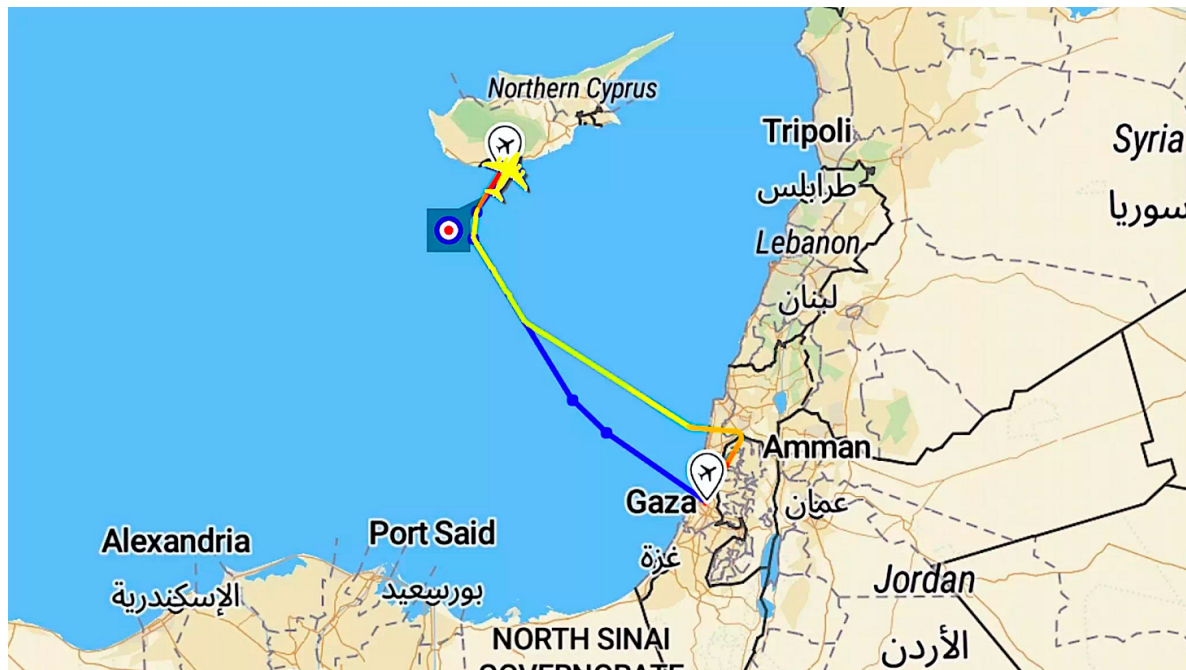 Northern Cyprus
Tripoli
طرابلس
Syria
سوريا
Lebanon
لبنان
Amman
عمان
Gaza
غزة
Alexandria
الإسكندرية
Port Said
بورسعيد
Jordan
الأردن
NORTH SINAI
GOVERNORATE